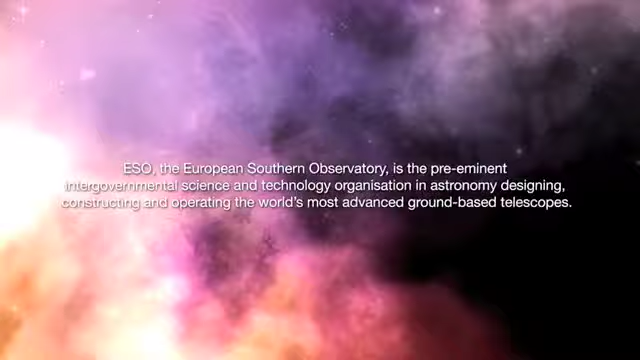 ESO, the European Southern Observatory, is the pre-eminent
intergovernmental science and technology organisation in astronomy designing,
constructing and operating the world's most advanced ground-based telescopes.